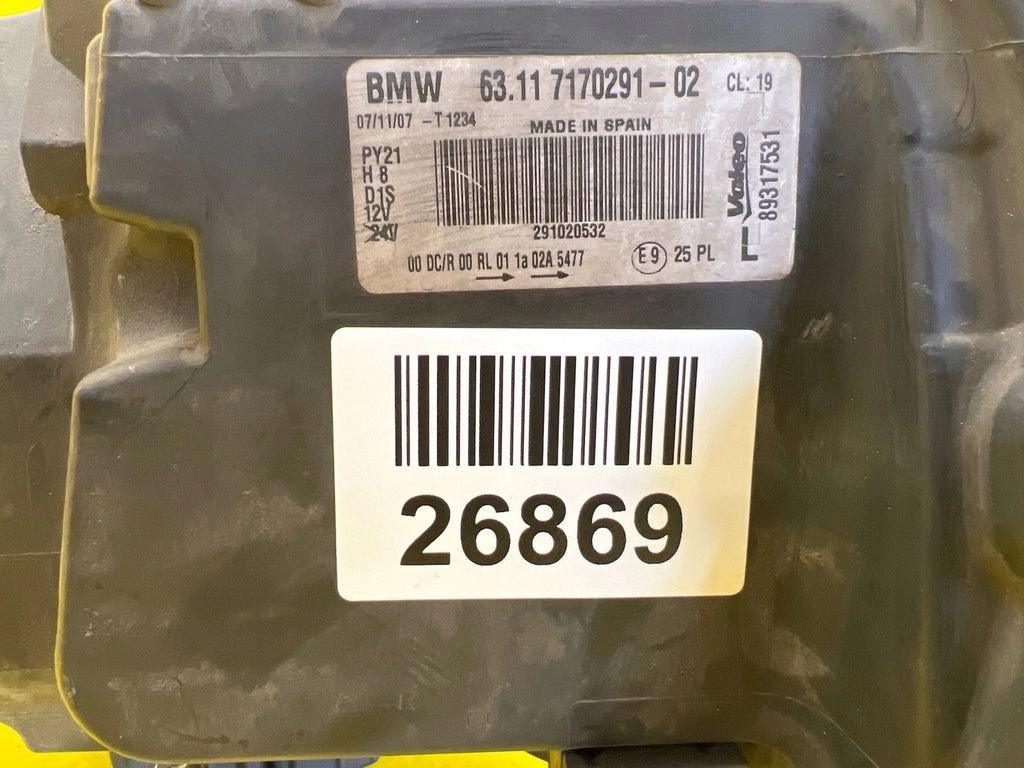 BMW 63.11 7170291-02 CL: 19
07/11/07 -T1234
MADE IN SPAIN
PY21
H8
D1S
12V
24V
291020532
00 DC/R 00 RL 01 1a 02A 5477
E9 25 PL
Valeo
89317531
26869